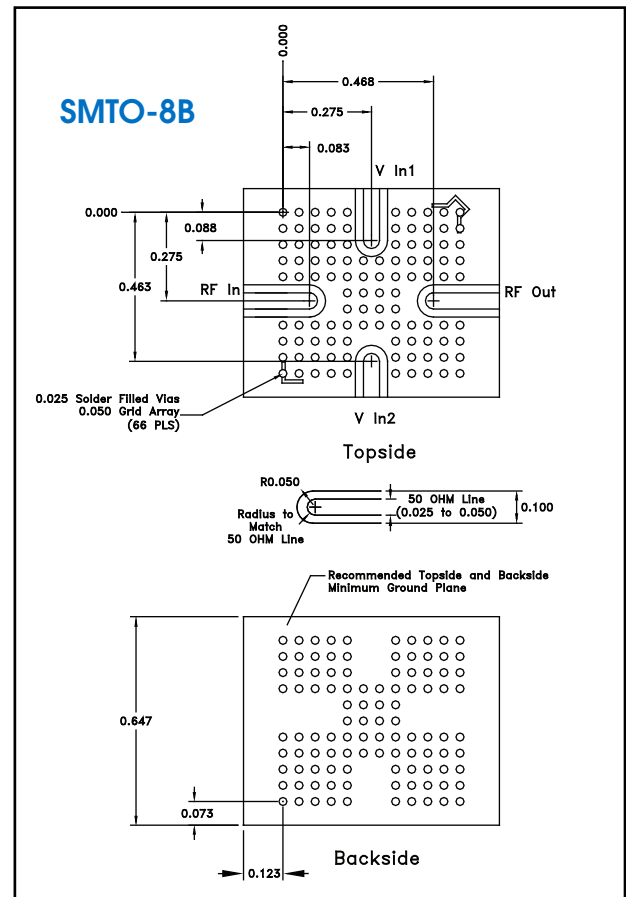 SMTO-8B
0.000
0.468
0.275
0.083
V In1
0.000
0.088
0.275
0.463
RF In
RF Out
0.025 Solder Filled Vias
0.050 Grid Array
(66 PLS)
V In2
Topside
R0.050
50 OHM Line
(0.025 to 0.050)
0.100
Radius to
Match
50 OHM Line
Recommended Topside and Backside
Minimum Ground Plane
0.647
0.073
0.123
Backside